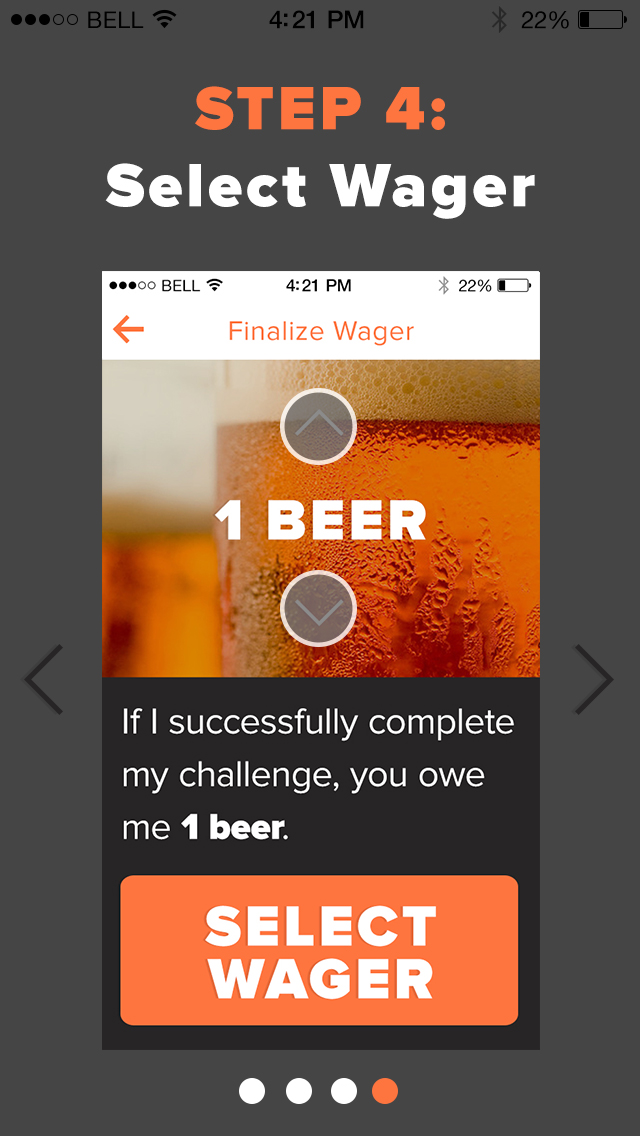 BELL 4:21 PM 22%
STEP 4:
Select Wager
BELL 4:21 PM 22%
Finalize Wager
1 BEER
If I successfully complete
my challenge, you owe
me 1 beer.
SELECT
WAGER